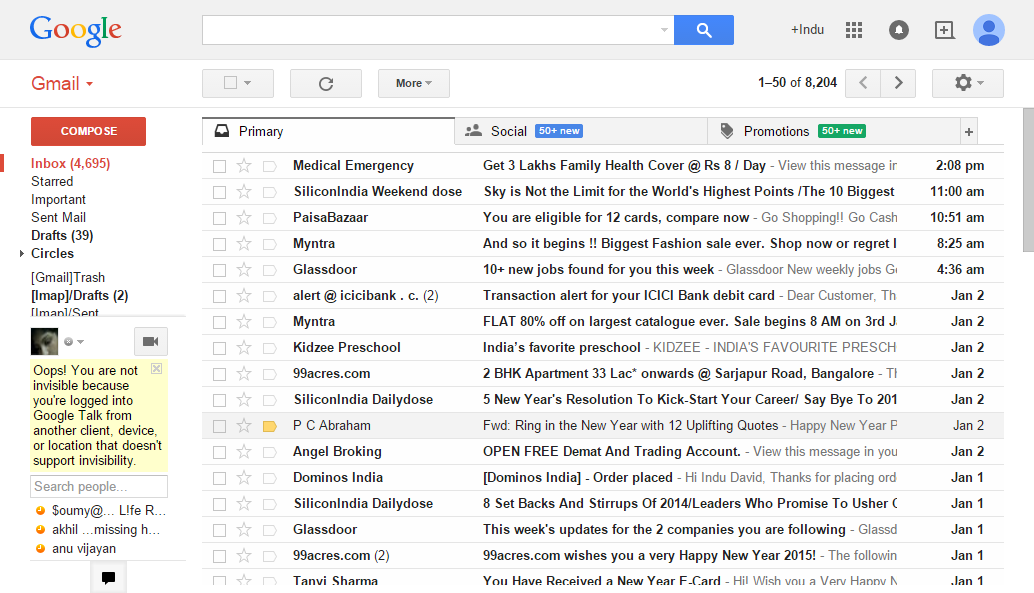 Google
+Indu
Gmail
More
1–50 of 8,204
COMPOSE
Inbox (4,695)
Starred
Important
Sent Mail
Drafts (39)
Circles
[Gmail]Trash
[Imap]/Drafts (2)
[Imap]/Sent
Oops! You are not
invisible because
you're logged into
Google Talk from
another client, device,
or location that doesn't
support invisibility.
Search people...
$oumy@... L!fe R...
akhil ...missing h...
anu vijayan
Primary
Social 50+ new
Promotions 50+ new
Medical Emergency Get 3 Lakhs Family Health Cover @ Rs 8 / Day - View this message in 2:08 pm
SiliconIndia Weekend dose Sky is Not the Limit for the World's Highest Points /The 10 Biggest 11:00 am
PaisaBazaar You are eligible for 12 cards, compare now - Go Shopping!! Go Cash 10:51 am
Myntra And so it begins !! Biggest Fashion sale ever. Shop now or regret 8:25 am
Glassdoor 10+ new jobs found for you this week - Glassdoor New weekly jobs 4:36 am
alert @ icicibank . c. (2) Transaction alert for your ICICI Bank debit card - Dear Customer, Jan 2
Myntra FLAT 80% off on largest catalogue ever. Sale begins 8 AM on 3rd Jan 2
Kidzee Preschool India's favorite preschool - KIDZEE - INDIA'S FAVOURITE PRESCH Jan 2
99acres.com 2 BHK Apartment 33 Lac* onwards @ Sarjapur Road, Bangalore - Jan 2
SiliconIndia Dailydose 5 New Year's Resolution To Kick-Start Your Career/ Say Bye To 201 Jan 2
P C Abraham Fwd: Ring in the New Year with 12 Uplifting Quotes - Happy New Year P Jan 2
Angel Broking OPEN FREE Demat And Trading Account. - View this message in you Jan 2
Dominos India [Dominos India] - Order placed - Hi Indu David, Thanks for placing orde Jan 1
SiliconIndia Dailydose 8 Set Backs And Stirrups Of 2014/Leaders Who Promise To Usher Jan 1
Glassdoor This week's updates for the 2 companies you are following - Glassd Jan 1
99acres.com (2) 99acres.com wishes you a very Happy New Year 2015! - The followin Jan 1
Tanvi Sharma You Have Received a New Year E-Card - Hi! Wish you a Very Happy N Jan 1